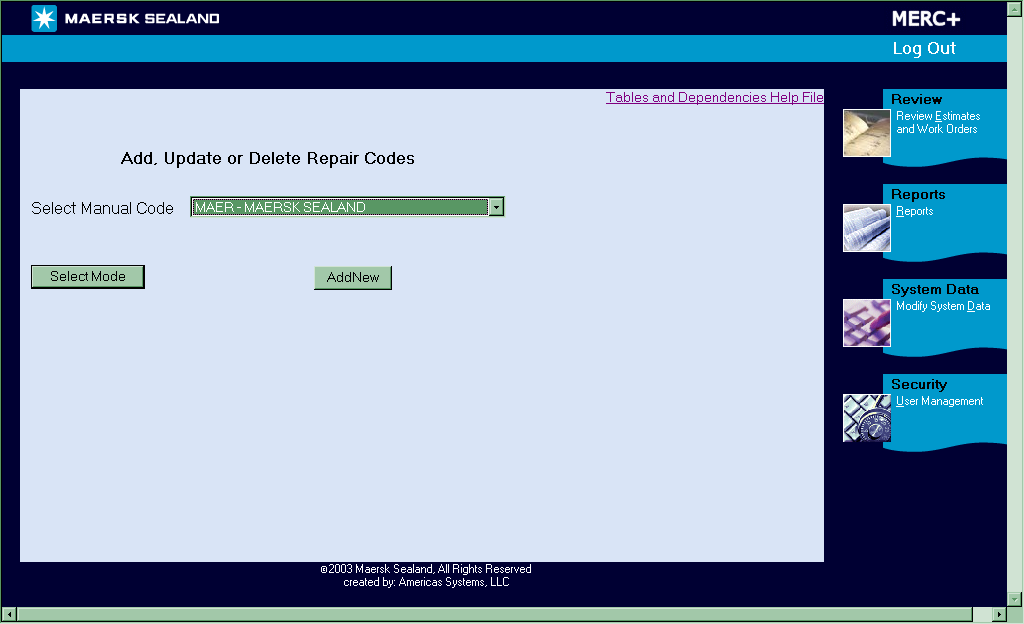 MAERSK SEALAND
MERC+
Log Out
Tables and Dependencies Help File
Add, Update or Delete Repair Codes
Select Manual Code
MAER - MAERSK SEALAND
Select Mode
AddNew
Review
Review Estimates
and Work Orders
Reports
Reports
System Data
Modify System Data
Security
User Management
©2003 Maersk Sealand, All Rights Reserved
created by: Americas Systems, LLC